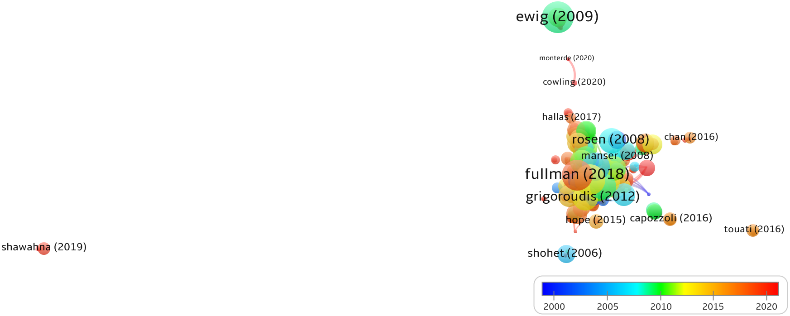 ewig (2009)
monterde (2020)
cowling (2020)
hallas (2017)
rosen (2008)
chan (2016)
manser (2008)
fullman (2018)
grigoroudis (2012)
hope (2015)
capozzoli (2016)
touati (2016)
shawahna (2019)
shohet (2006)
2000 2005 2010 2015 2020